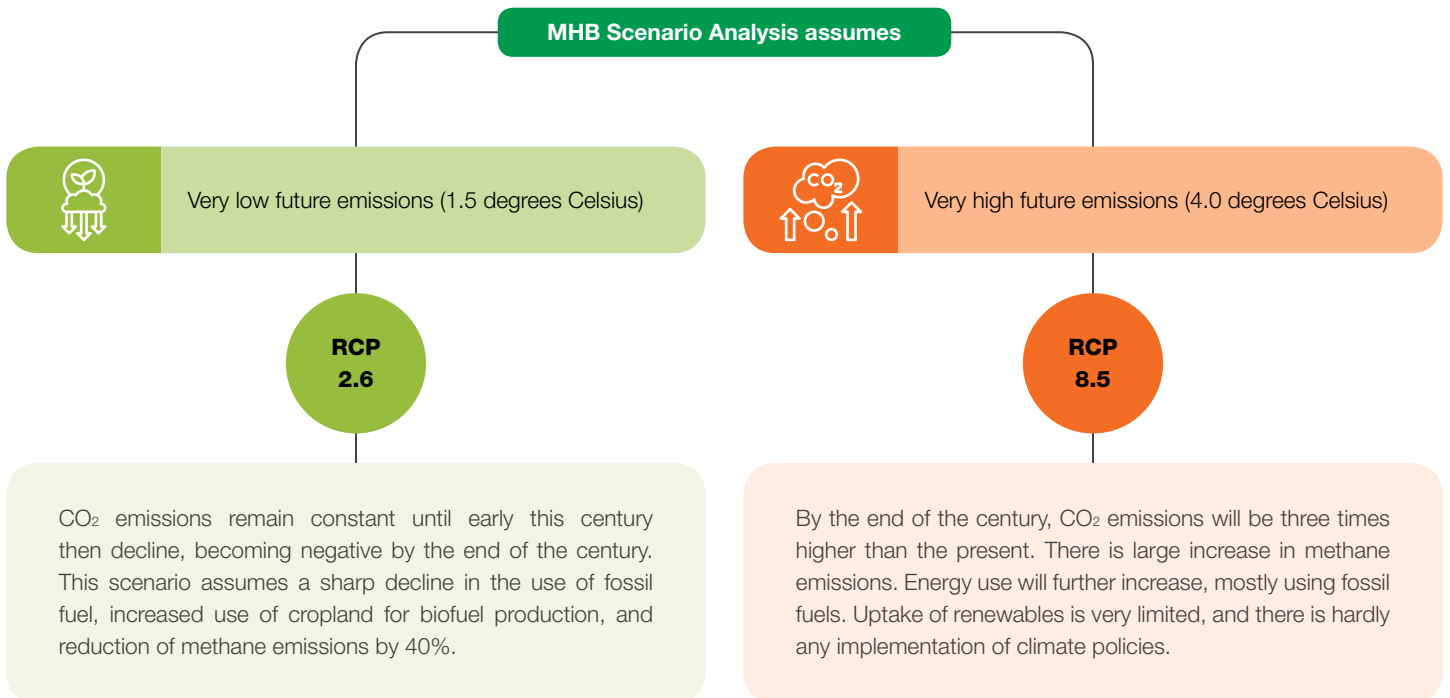 MHB Scenario Analysis assumes
Very low future emissions (1.5 degrees Celsius)
RCP
2.6
CO₂ emissions remain constant until early this century
then decline, becoming negative by the end of the century.
This scenario assumes a sharp decline in the use of fossil
fuel, increased use of cropland for biofuel production, and
reduction of methane emissions by 40%.
CO₂
Very high future emissions (4.0 degrees Celsius)
RCP
8.5
By the end of the century, CO₂ emissions will be three times
higher than the present. There is large increase in methane
emissions. Energy use will further increase, mostly using fossil
fuels. Uptake of renewables is very limited, and there is hardly
any implementation of climate policies.